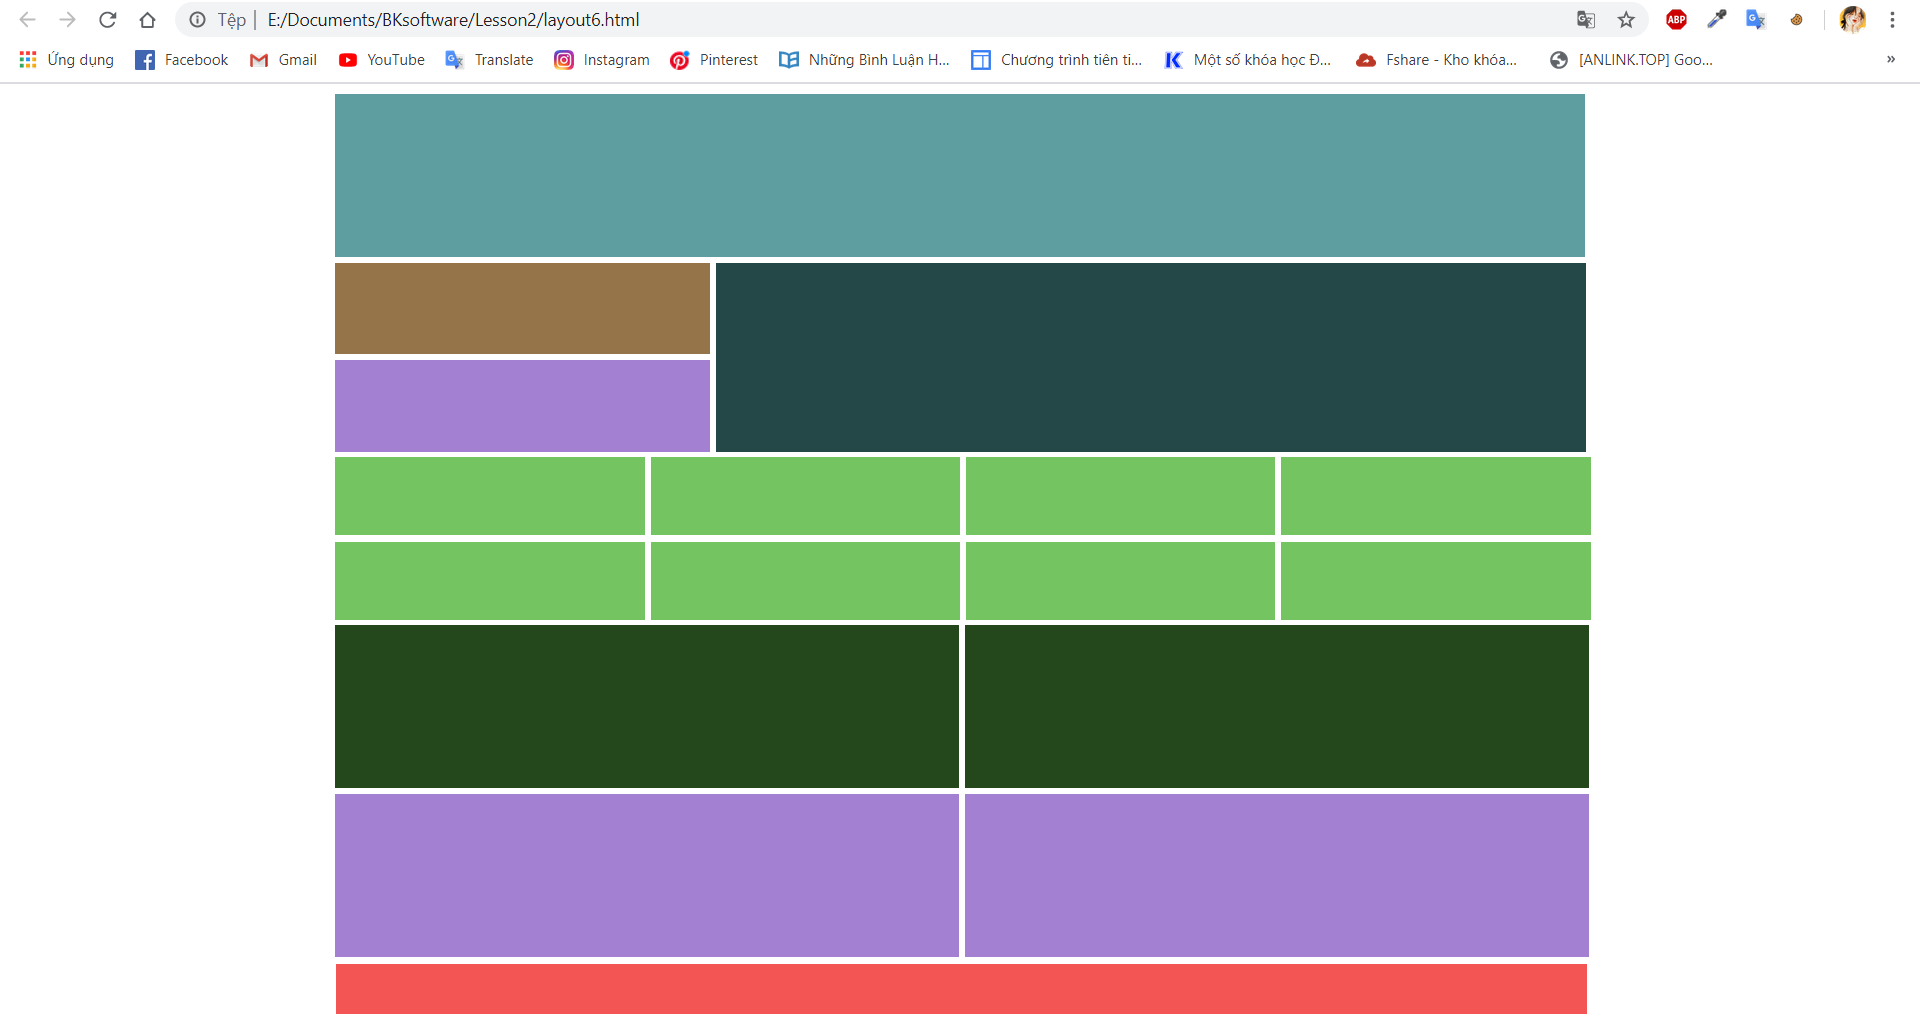 Tệp | E:/Documents/BKsoftware/Lesson2/layout6.html
ABP
Ứng dụng Facebook Gmail YouTube Translate Instagram Pinterest Những Bình Luận H... Chương trình tiên ti... Một số khóa học Đ... Fshare - Kho khóa... [ANLINK.TOP] Goo... »